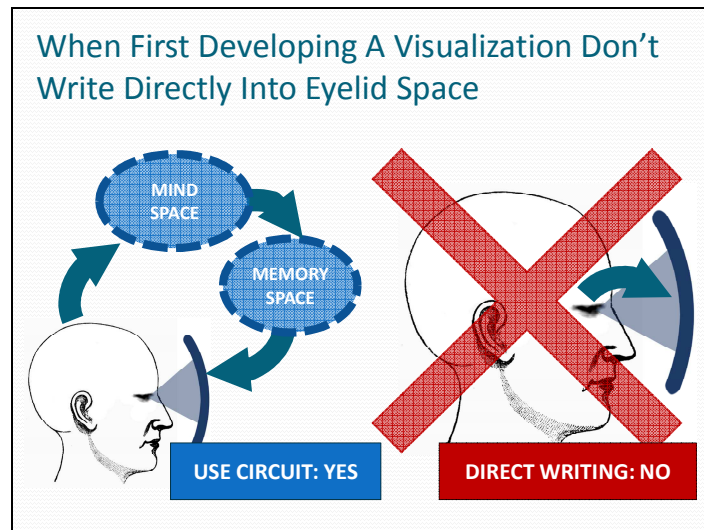 When First Developing A Visualization Don’t
Write Directly Into Eyelid Space
MIND
SPACE
MEMORY
SPACE
USE CIRCUIT: YES
DIRECT WRITING: NO